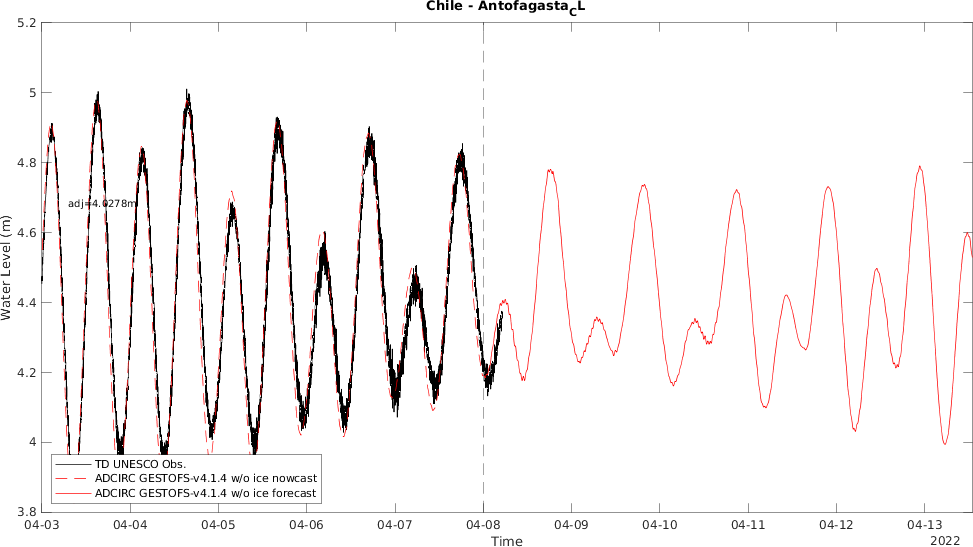 Chile - Antofagasta_CL
5.2
5
4.8
4.6
4.4
4.2
4
3.8
Water Level (m)
adj=4.0278m
TD UNESCO Obs.
ADCIRC GESTOFS-v4.1.4 w/o ice nowcast
ADCIRC GESTOFS-v4.1.4 w/o ice forecast
04-03 04-04 04-05 04-06 04-07 04-08 04-09 04-10 04-11 04-12 04-13
Time
2022